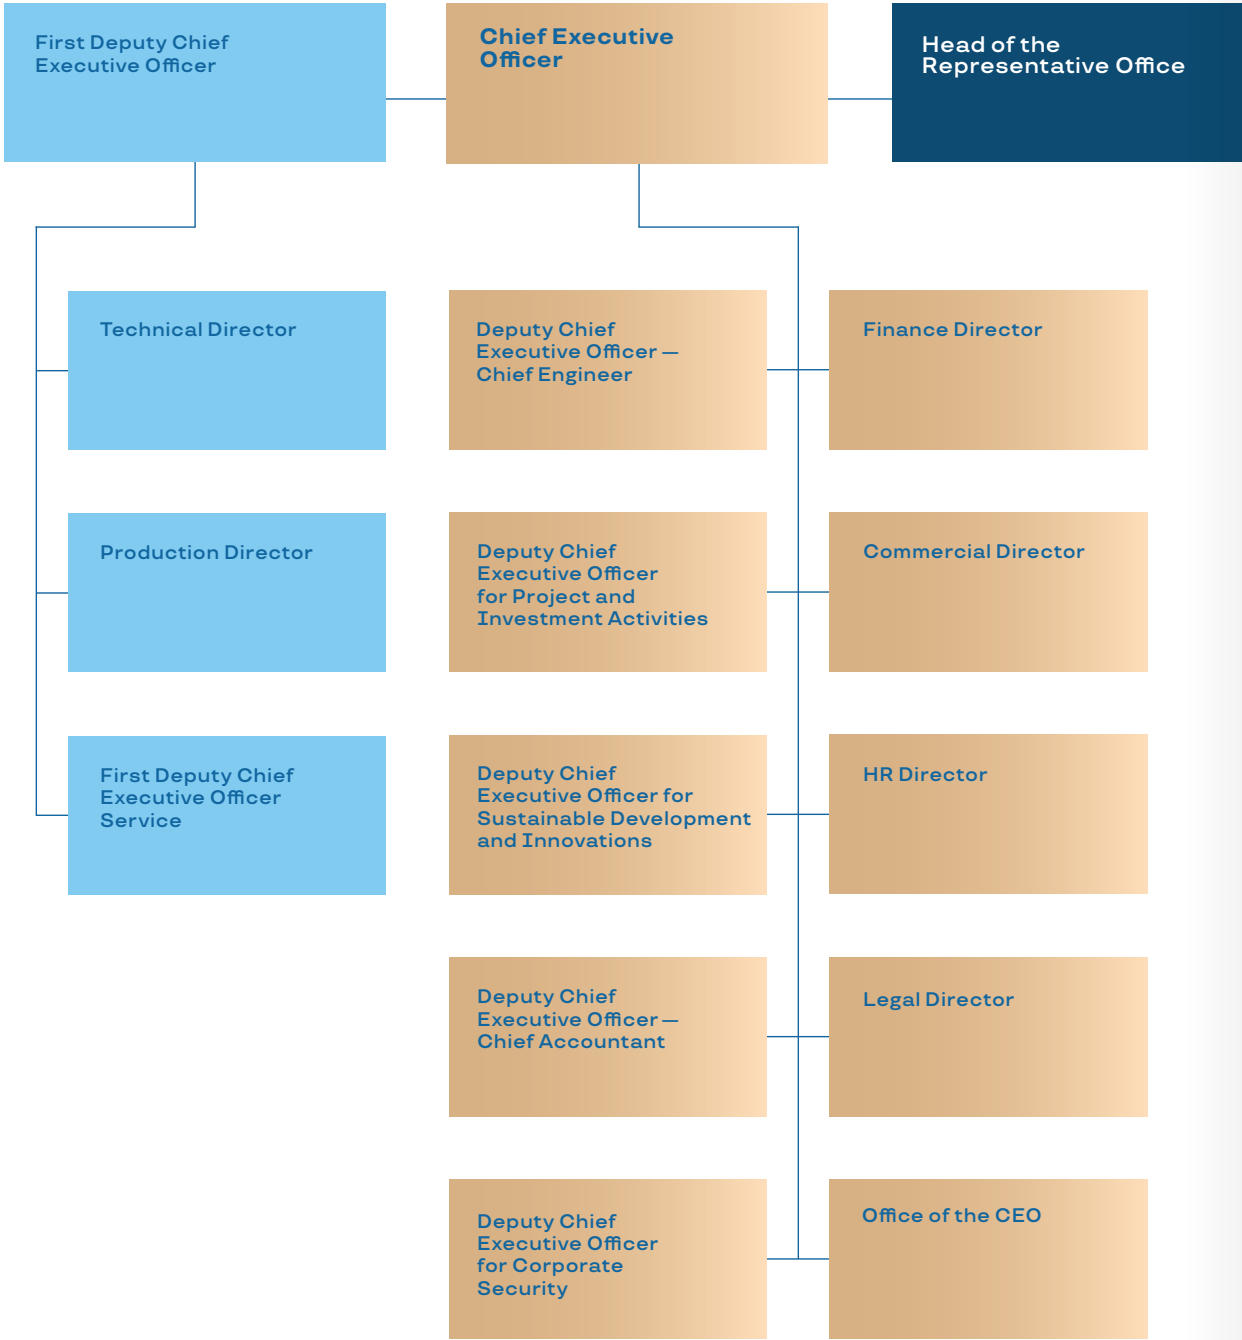 First Deputy Chief
Executive Officer
Chief Executive
Officer
Head of the
Representative Office
Technical Director
Deputy Chief
Executive Officer —
Chief Engineer
Finance Director
Production Director
Deputy Chief
Executive Officer
for Project and
Investment Activities
Commercial Director
First Deputy Chief
Executive Officer
Service
Deputy Chief
Executive Officer for
Sustainable Development
and Innovations
HR Director
Deputy Chief
Executive Officer —
Chief Accountant
Legal Director
Deputy Chief
Executive Officer
for Corporate
Security
Office of the CEO